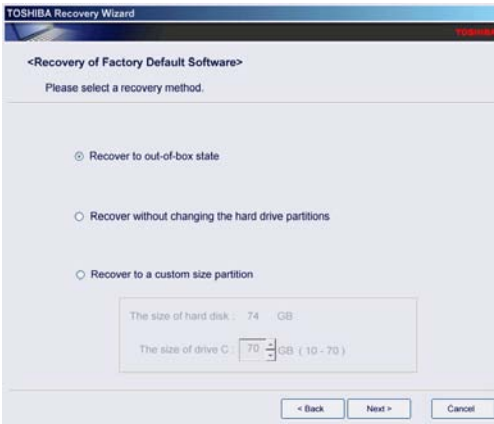 TOSHIBA Recovery Wizard
TOSHIBA
<Recovery of Factory Default Software>
Please select a recovery method.
Recover to out-of-box state
Recover without changing the hard drive partitions
Recover to a custom size partition
The size of hard disk : 74 GB
The size of drive C : 70 GB ( 10 - 70 )
< Back Next > Cancel